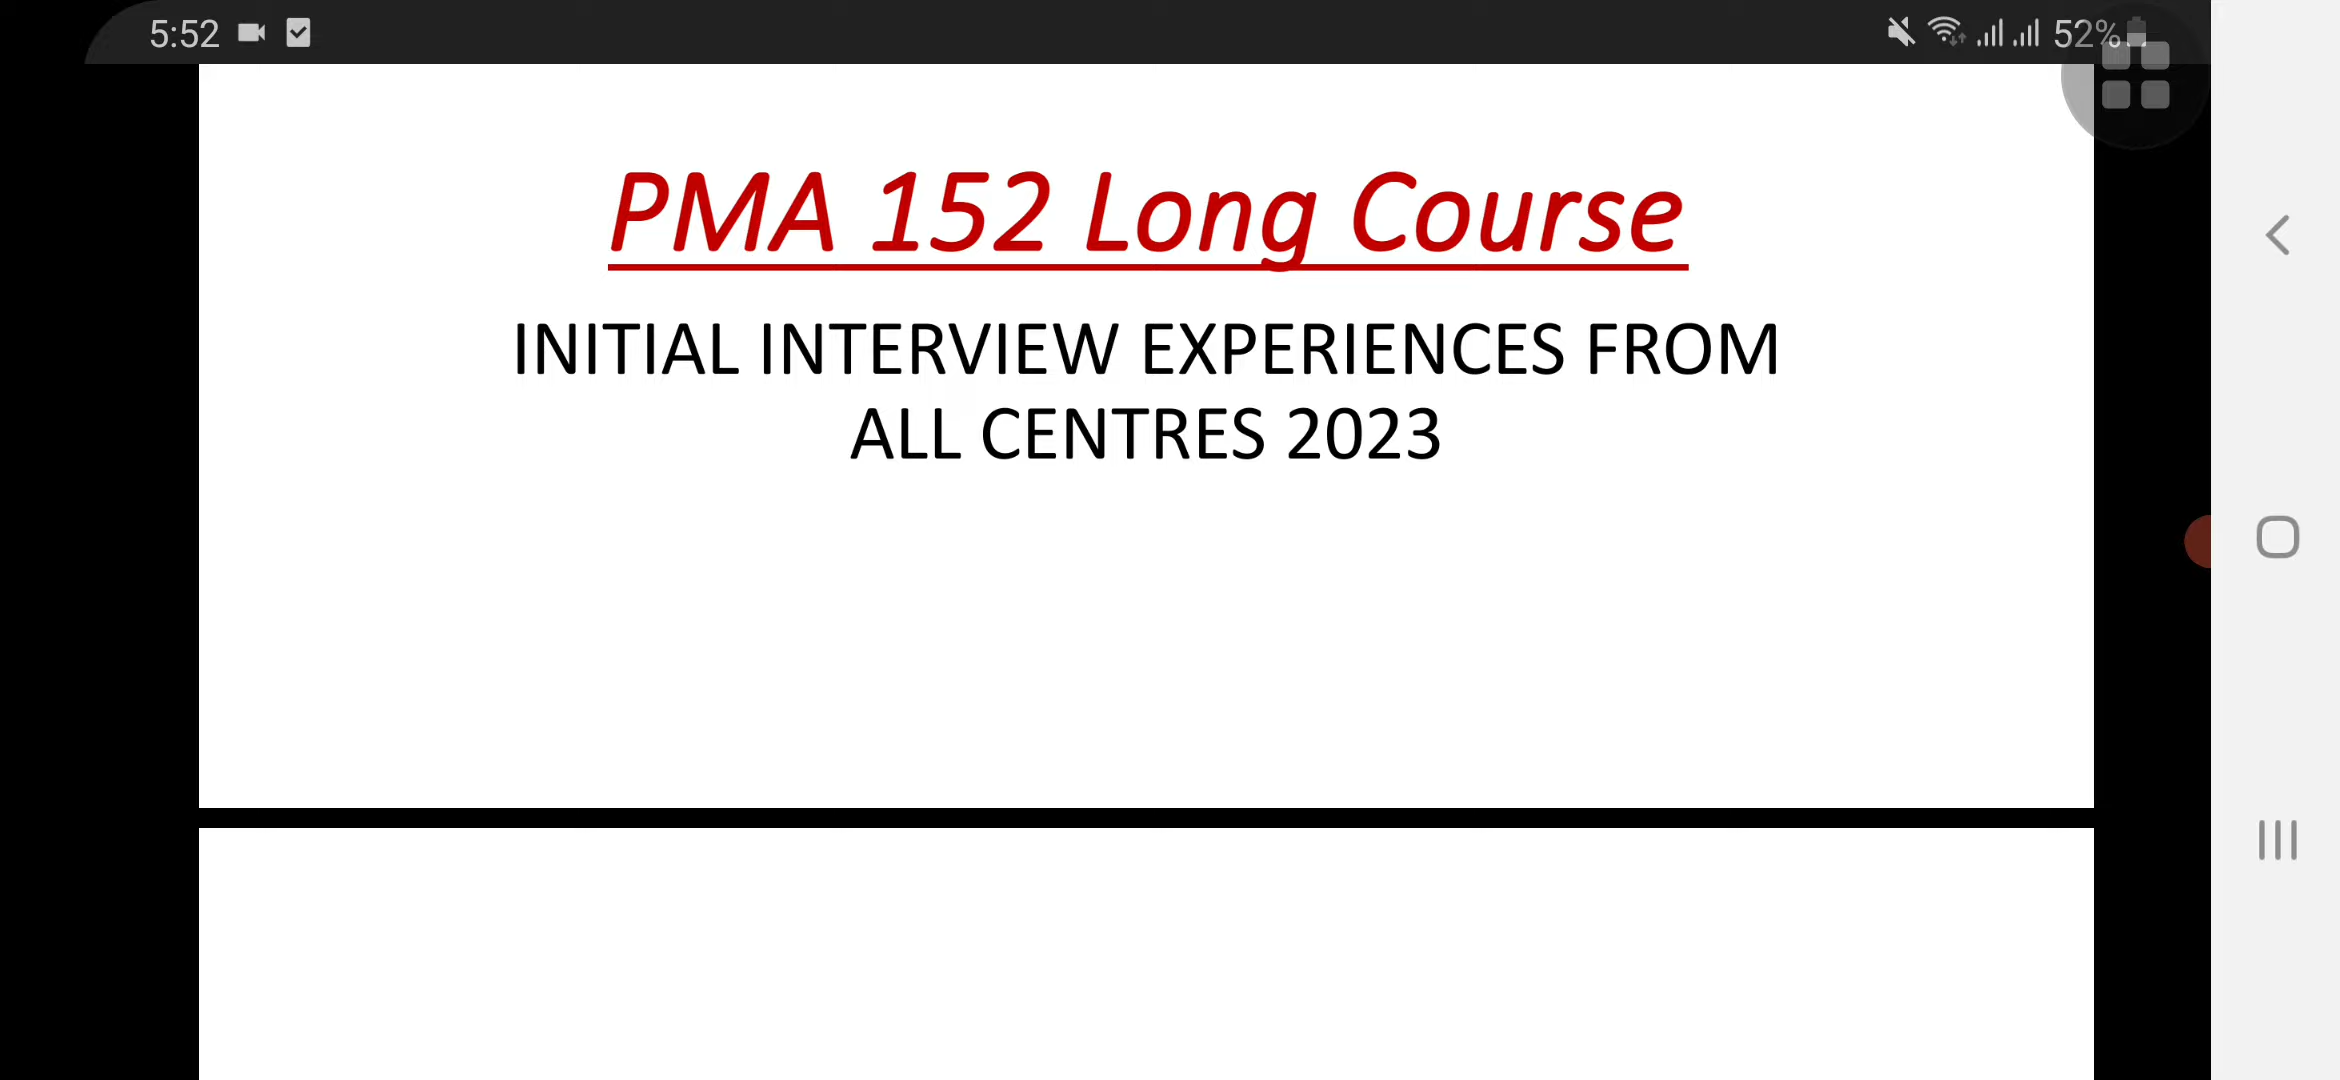 5:52
52%
PMA 152 Long Course
INITIAL INTERVIEW EXPERIENCES FROM
ALL CENTRES 2023